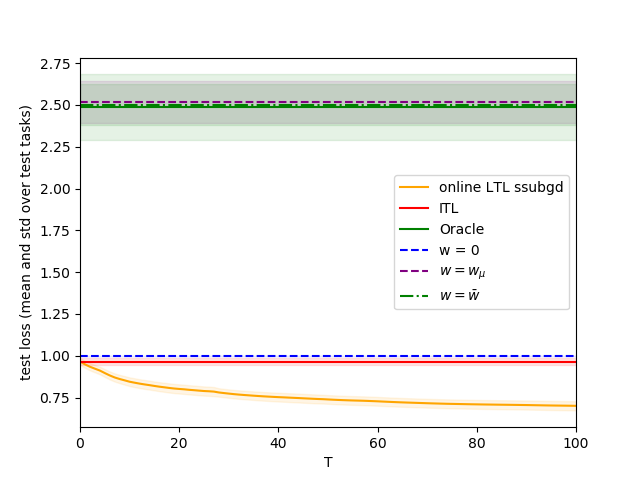 2.75
2.50
2.25
2.00
1.75
1.50
1.25
1.00
0.75
test loss (mean and std over test tasks)
online LTL ssubgd
ITL
Oracle
w = 0
w = w_μ
w = w̄
0 20 40 60 80 100
T